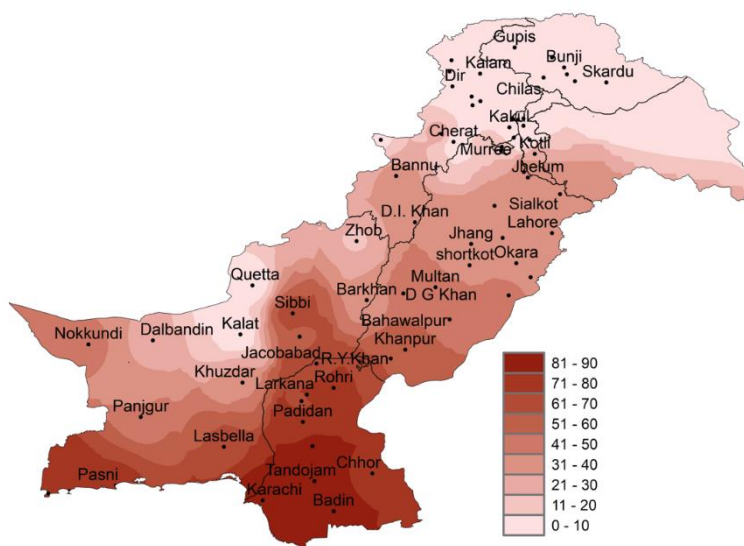 Gupis
Kalam
Bunji
Dir
Skardu
Chilas
Kakul
Cherat
Murree
Kotli
Bannu
Jhelum
D.I. Khan
Sialkot
Lahore
Zhob
Jhang
shortkot
Okara
Quetta
Multan
Barkhan
D G Khan
Sibbi
Nokkundi
Dalbandin
Kalat
Bahawalpur
Khanpur
Jacobabad
R.Y.Khan
Khuzdar
Larkana
Rohri
Panjgur
Padidan
Lasbella
Pasni
Tandojam
Chhor
Karachi
Badin
81 - 90
71 - 80
61 - 70
51 - 60
41 - 50
31 - 40
21 - 30
11 - 20
0 - 10